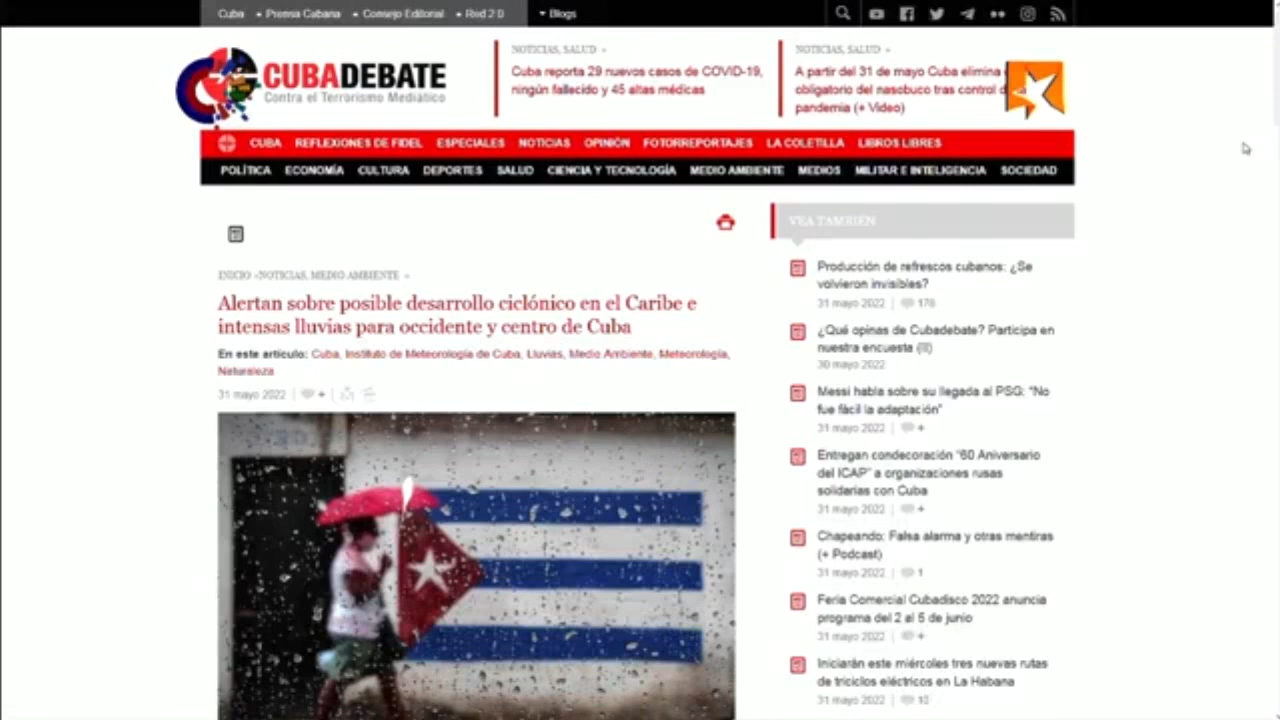 Cuba • Prensa Cubana • Consejo Editorial • Red 2.0 Blogs
CUBADEBATE
Contra el Terrorismo Mediático
NOTICIAS, SALUD »
Cuba reporta 29 nuevos casos de COVID-19,
ningún fallecido y 45 altas médicas
NOTICIAS, SALUD »
A partir del 31 de mayo Cuba elimina
obligatorio del nasobuco tras control d
pandemia (+ Video)
CUBA REFLEXIONES DE FIDEL ESPECIALES NOTICIAS OPINIÓN FOTORREPORTAJES LA COLETILLA LIBROS LIBRES
POLÍTICA ECONOMÍA CULTURA DEPORTES SALUD CIENCIA Y TECNOLOGÍA MEDIO AMBIENTE MEDIOS MILITAR E INTELIGENCIA SOCIEDAD
INICIO »NOTICIAS, MEDIO AMBIENTE »
Alertan sobre posible desarrollo ciclónico en el Caribe e
intensas lluvias para occidente y centro de Cuba
En este artículo: Cuba, Instituto de Meteorología de Cuba, Lluvias, Medio Ambiente, Meteorología,
Naturaleza
31 mayo 2022 | +
VEA TAMBIÉN
Producción de refrescos cubanos: ¿Se
volvieron invisibles?
31 mayo 2022 | 178
¿Qué opinas de Cubadebate? Participa en
nuestra encuesta (II)
30 mayo 2022
Messi habla sobre su llegada al PSG: “No
fue fácil la adaptación”
31 mayo 2022 | +
Entregan condecoración “60 Aniversario
del ICAP” a organizaciones rusas
solidarias con Cuba
31 mayo 2022 | +
Chapeando: Falsa alarma y otras mentiras
(+ Podcast)
31 mayo 2022 | 1
Feria Comercial Cubadisco 2022 anuncia
programa del 2 al 5 de junio
31 mayo 2022 | +
Iniciarán este miércoles tres nuevas rutas
de triciclos eléctricos en La Habana
31 mayo 2022 | 10